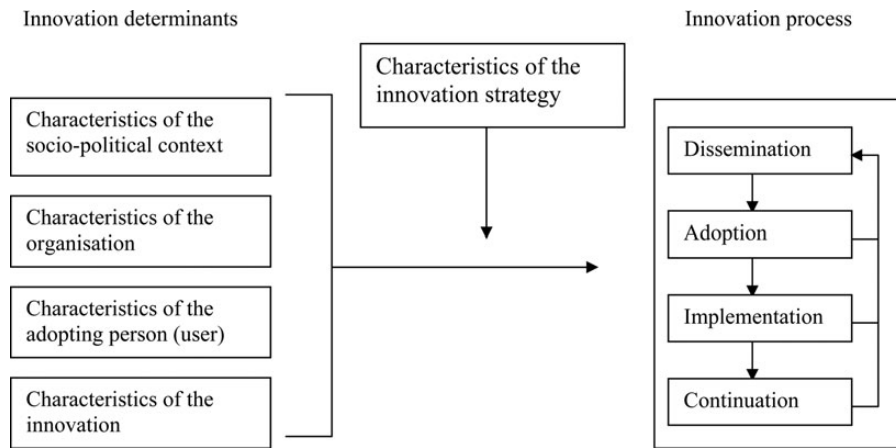 Innovation determinants
Innovation process
Characteristics of the
innovation strategy
Characteristics of the
socio-political context
Characteristics of the
organisation
Characteristics of the
adopting person (user)
Characteristics of the
innovation
Dissemination
Adoption
Implementation
Continuation